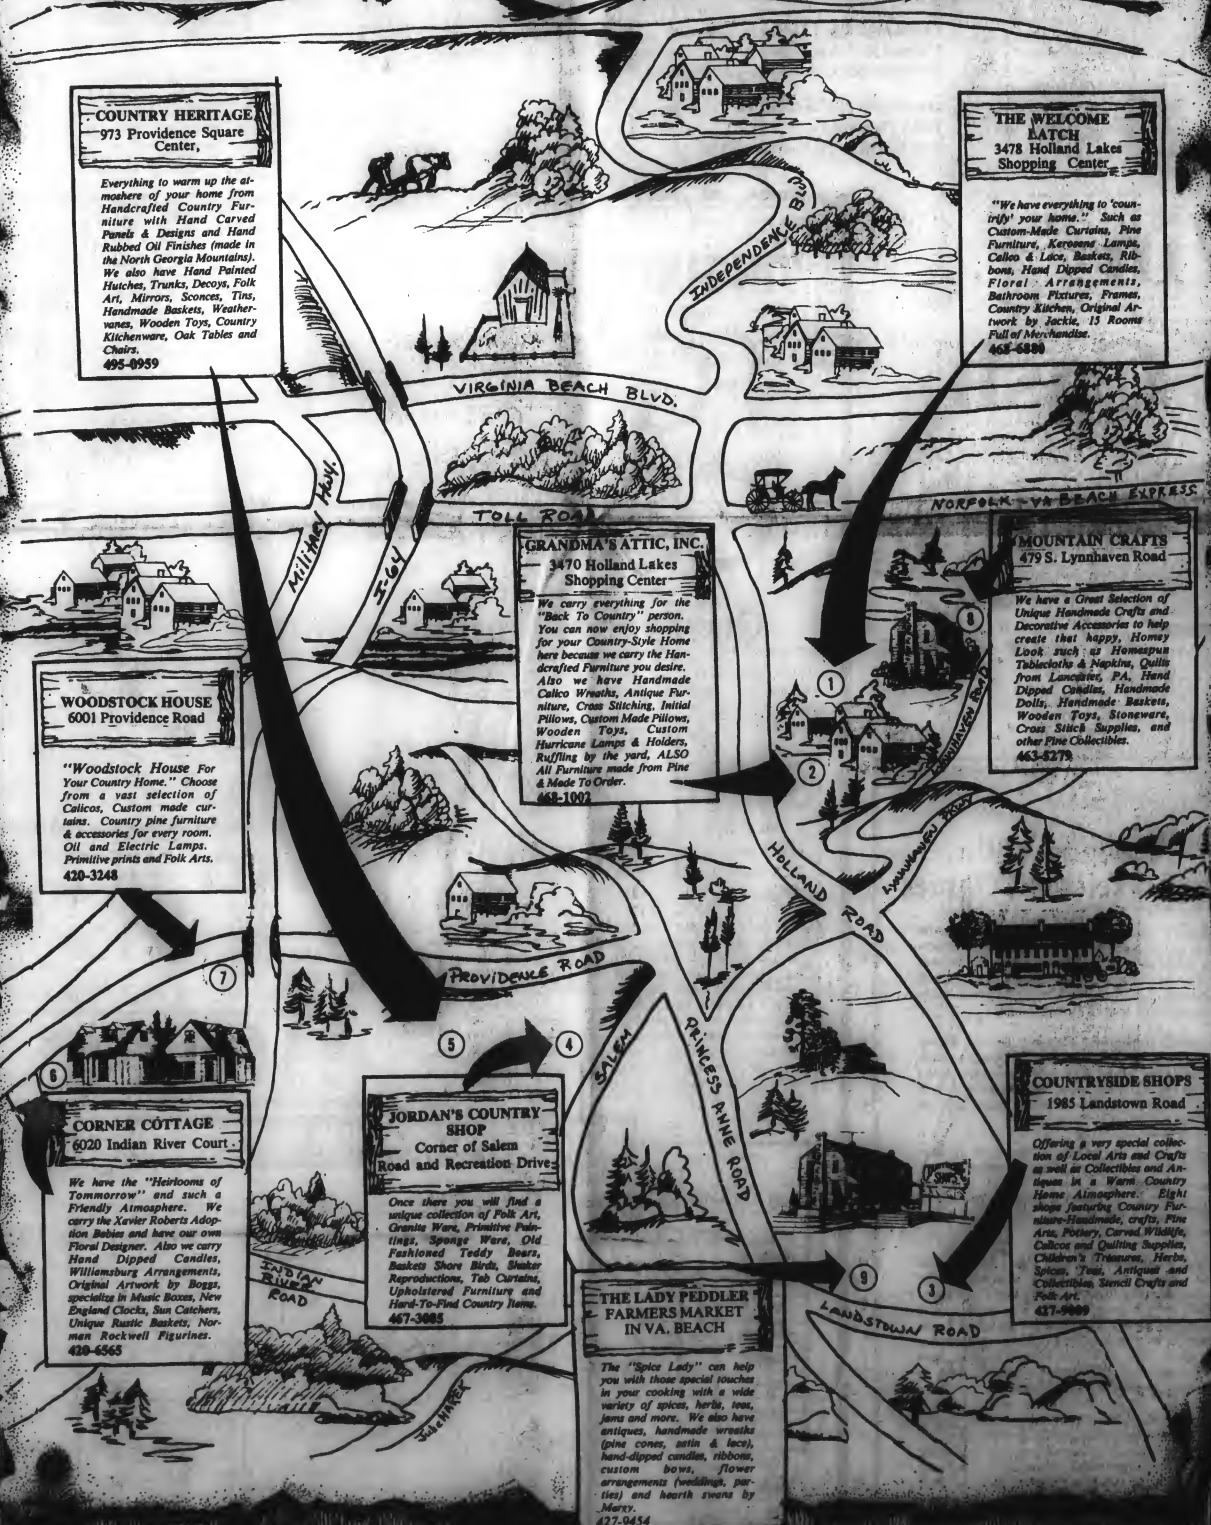 COUNTRY HERITAGE
973 Providence Square
Center,
Everything to warm up the at-
moshere of your home from
Handcrafted Country Fur-
niture with Hand Carved
Panels & Designs and Hand
Rubbed Oil Finishes (made in
the North Georgia Mountains).
We also have Hand Painted
Hutches, Trunks, Decoys, Folk
Art, Mirrors, Sconces, Tins,
Handmade Baskets, Weather-
vanes, Wooden Toys, Country
Kitchenware, Oak Tables and
Chairs.
495-0959
THE WELCOME
LATCH
3478 Holland Lakes
Shopping Center
"We have everything to 'coun-
trify' your home." Such as
Custom-Made Curtains, Pine
Furniture, Kerosene Lamps,
Calico & Lace, Baskets, Rib-
bons, Hand Dipped Candles,
Floral Arrangements,
Bathroom Fixtures, Frames,
Country Kitchen, Original Ar-
twork by Jackie, 15 Rooms
Full of Merchandise.
468-6880
INDEPENDENCE BLVD
VIRGINIA BEACH BLVD.
MilitARY HWY.
I-64
TOLL ROAD
NORFOLK-VA BEACH EXPRESS
GRANDMA'S ATTIC, INC.
3470 Holland Lakes
Shopping Center
We carry everything for the
"Back To Country" person.
You can now enjoy shopping
for your Country-Style Home
here because we carry the Han-
dcrafted Furniture you desire.
Also we have Handmade
Calico Wreaths, Antique Fur-
niture, Cross Stitching, Initial
Pillows, Custom Made Pillows,
Wooden Toys, Custom
Hurricane Lamps & Holders,
Ruffling by the yard, ALSO
All Furniture made from Pine
& Made To Order.
468-1002
MOUNTAIN CRAFTS
479 S. Lynnhaven Road
We have a Great Selection of
Unique Handmade Crafts and
Decorative Accessories to help
create that happy, Homey
Look such as Homespun
Tablecloths & Napkins, Quilts
from Lancaster, PA, Hand
Dipped Candles, Handmade
Dolls, Handmade Baskets,
Wooden Toys, Stoneware,
Cross Stitch Supplies, and
other Fine Collectibles.
463-5279
8
1
2
LYNNHAVEN ROAD
LYNNHAVEN PKWY
HOLLAND ROAD
WOODSTOCK HOUSE
6001 Providence Road
"Woodstock House For
Your Country Home." Choose
from a vast selection of
Calicos, Custom made cur-
tains. Country pine furniture
& accessories for every room.
Oil and Electric Lamps.
Primitive prints and Folk Arts.
420-3248
7
PROVIDENCE ROAD
5
4
SALEM
PRINCESS ANNE ROAD
6
CORNER COTTAGE
6020 Indian River Court
We have the "Heirlooms of
Tommorrow" and such a
Friendly Atmosphere. We
carry the Xavier Roberts Adop-
tion Babies and have our own
Floral Designer. Also we carry
Hand Dipped Candles,
Williamsburg Arrangements,
Original Artwork by Boggs,
specialize in Music Boxes, New
England Clocks, Sun Catchers,
Unique Rustic Baskets, Nor-
man Rockwell Figurines.
420-6565
JORDAN'S COUNTRY
SHOP
Corner of Salem
Road and Recreation Drive
Once there you will find a
unique collection of Folk Art,
Granite Ware, Primitive Pain-
tings, Sponge Ware, Old
Fashioned Teddy Bears,
Baskets Shore Birds, Shaker
Reproductions, Tab Curtains,
Upholstered Furniture and
Hard-To-Find Country Items.
467-3085
COUNTRYSIDE SHOPS
1985 Landstown Road
Offering a very special collec-
tion of Local Arts and Crafts
as well as Collectibles and An-
tiques in a Warm Country
Home Atmosphere. Eight
shops featuring Country Fur-
niture-Handmade, crafts, Fine
Arts, Pottery, Carved Wildlife,
Calicos and Quilting Supplies,
Children's Treasures, Herbs,
Spices, Teas, Antiques and
Collectibles, Stencil Crafts and
Folk Art.
427-9009
INDIAN
RIVER
ROAD
9
3
LANDSTOWN ROAD
THE LADY PEDDLER
FARMERS MARKET
IN VA. BEACH
The "Spice Lady" can help
you with those special touches
in your cooking with a wide
variety of spices, herbs, teas,
jams and more. We also have
antiques, handmade wreaths
(pine cones, satin & lace),
hand-dipped candles, ribbons,
custom bows, flower
arrangements (weddings, par-
ties) and hearth swans by
427-9454